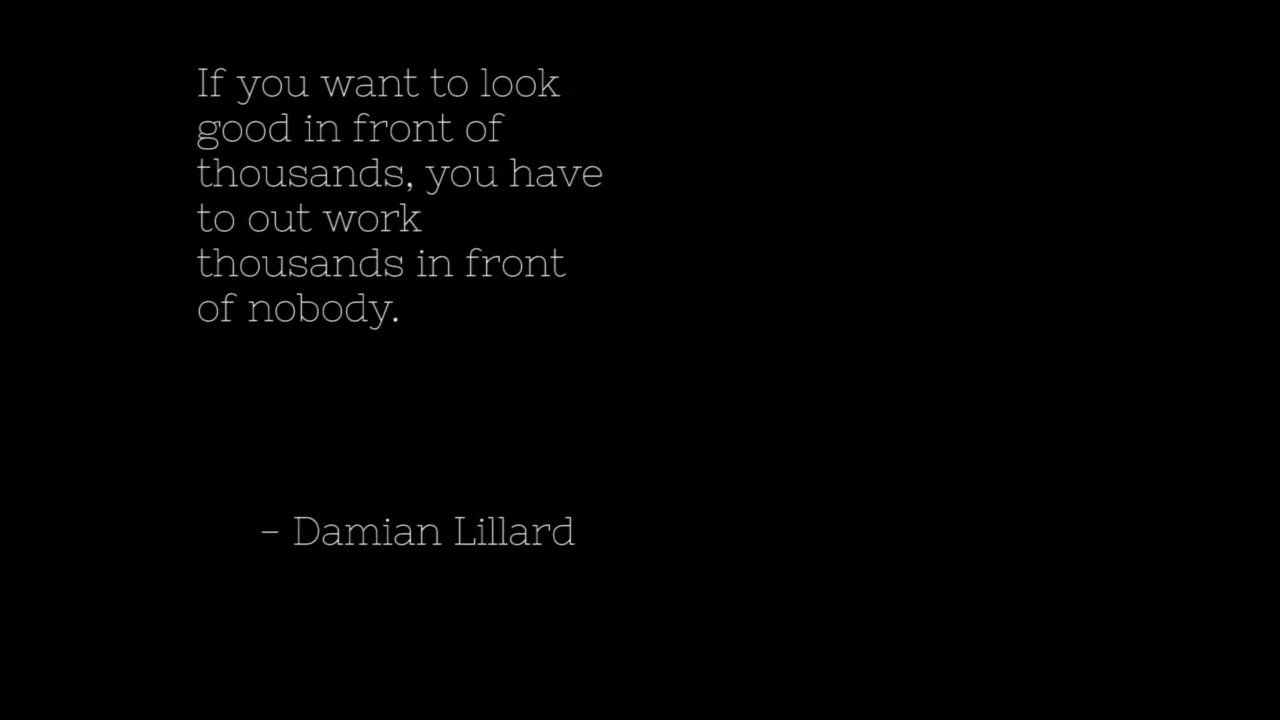 If you want to look
good in front of
thousands, you have
to out work
thousands in front
of nobody.
- Damian Lillard